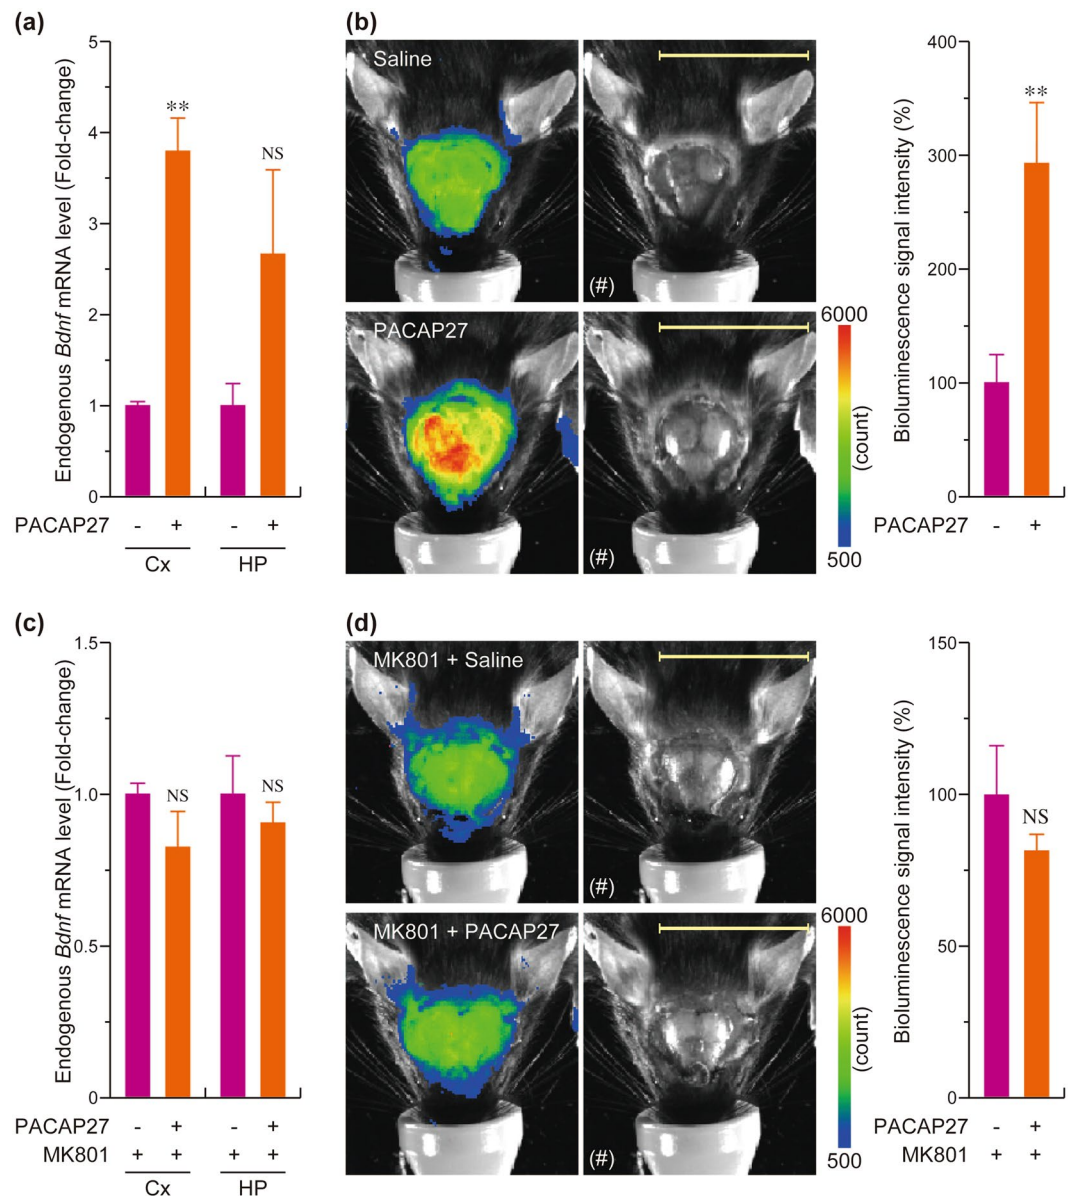 (a)
Endogenous Bdnf mRNA level (Fold-change)
5
4
3
2
1
0
**
NS
PACAP27 - + - +
Cx HP
(b)
Saline
(#)
PACAP27
(#)
6000
(count)
500
Bioluminescence signal intensity (%)
400
300
200
100
0
**
PACAP27 - +
(c)
Endogenous Bdnf mRNA level (Fold-change)
1.5
1.0
0.5
0
NS
NS
PACAP27 - + - +
MK801 + + + +
Cx HP
(d)
MK801 + Saline
(#)
MK801 + PACAP27
(#)
6000
(count)
500
Bioluminescence signal intensity (%)
150
100
50
0
NS
PACAP27 - +
MK801 + +